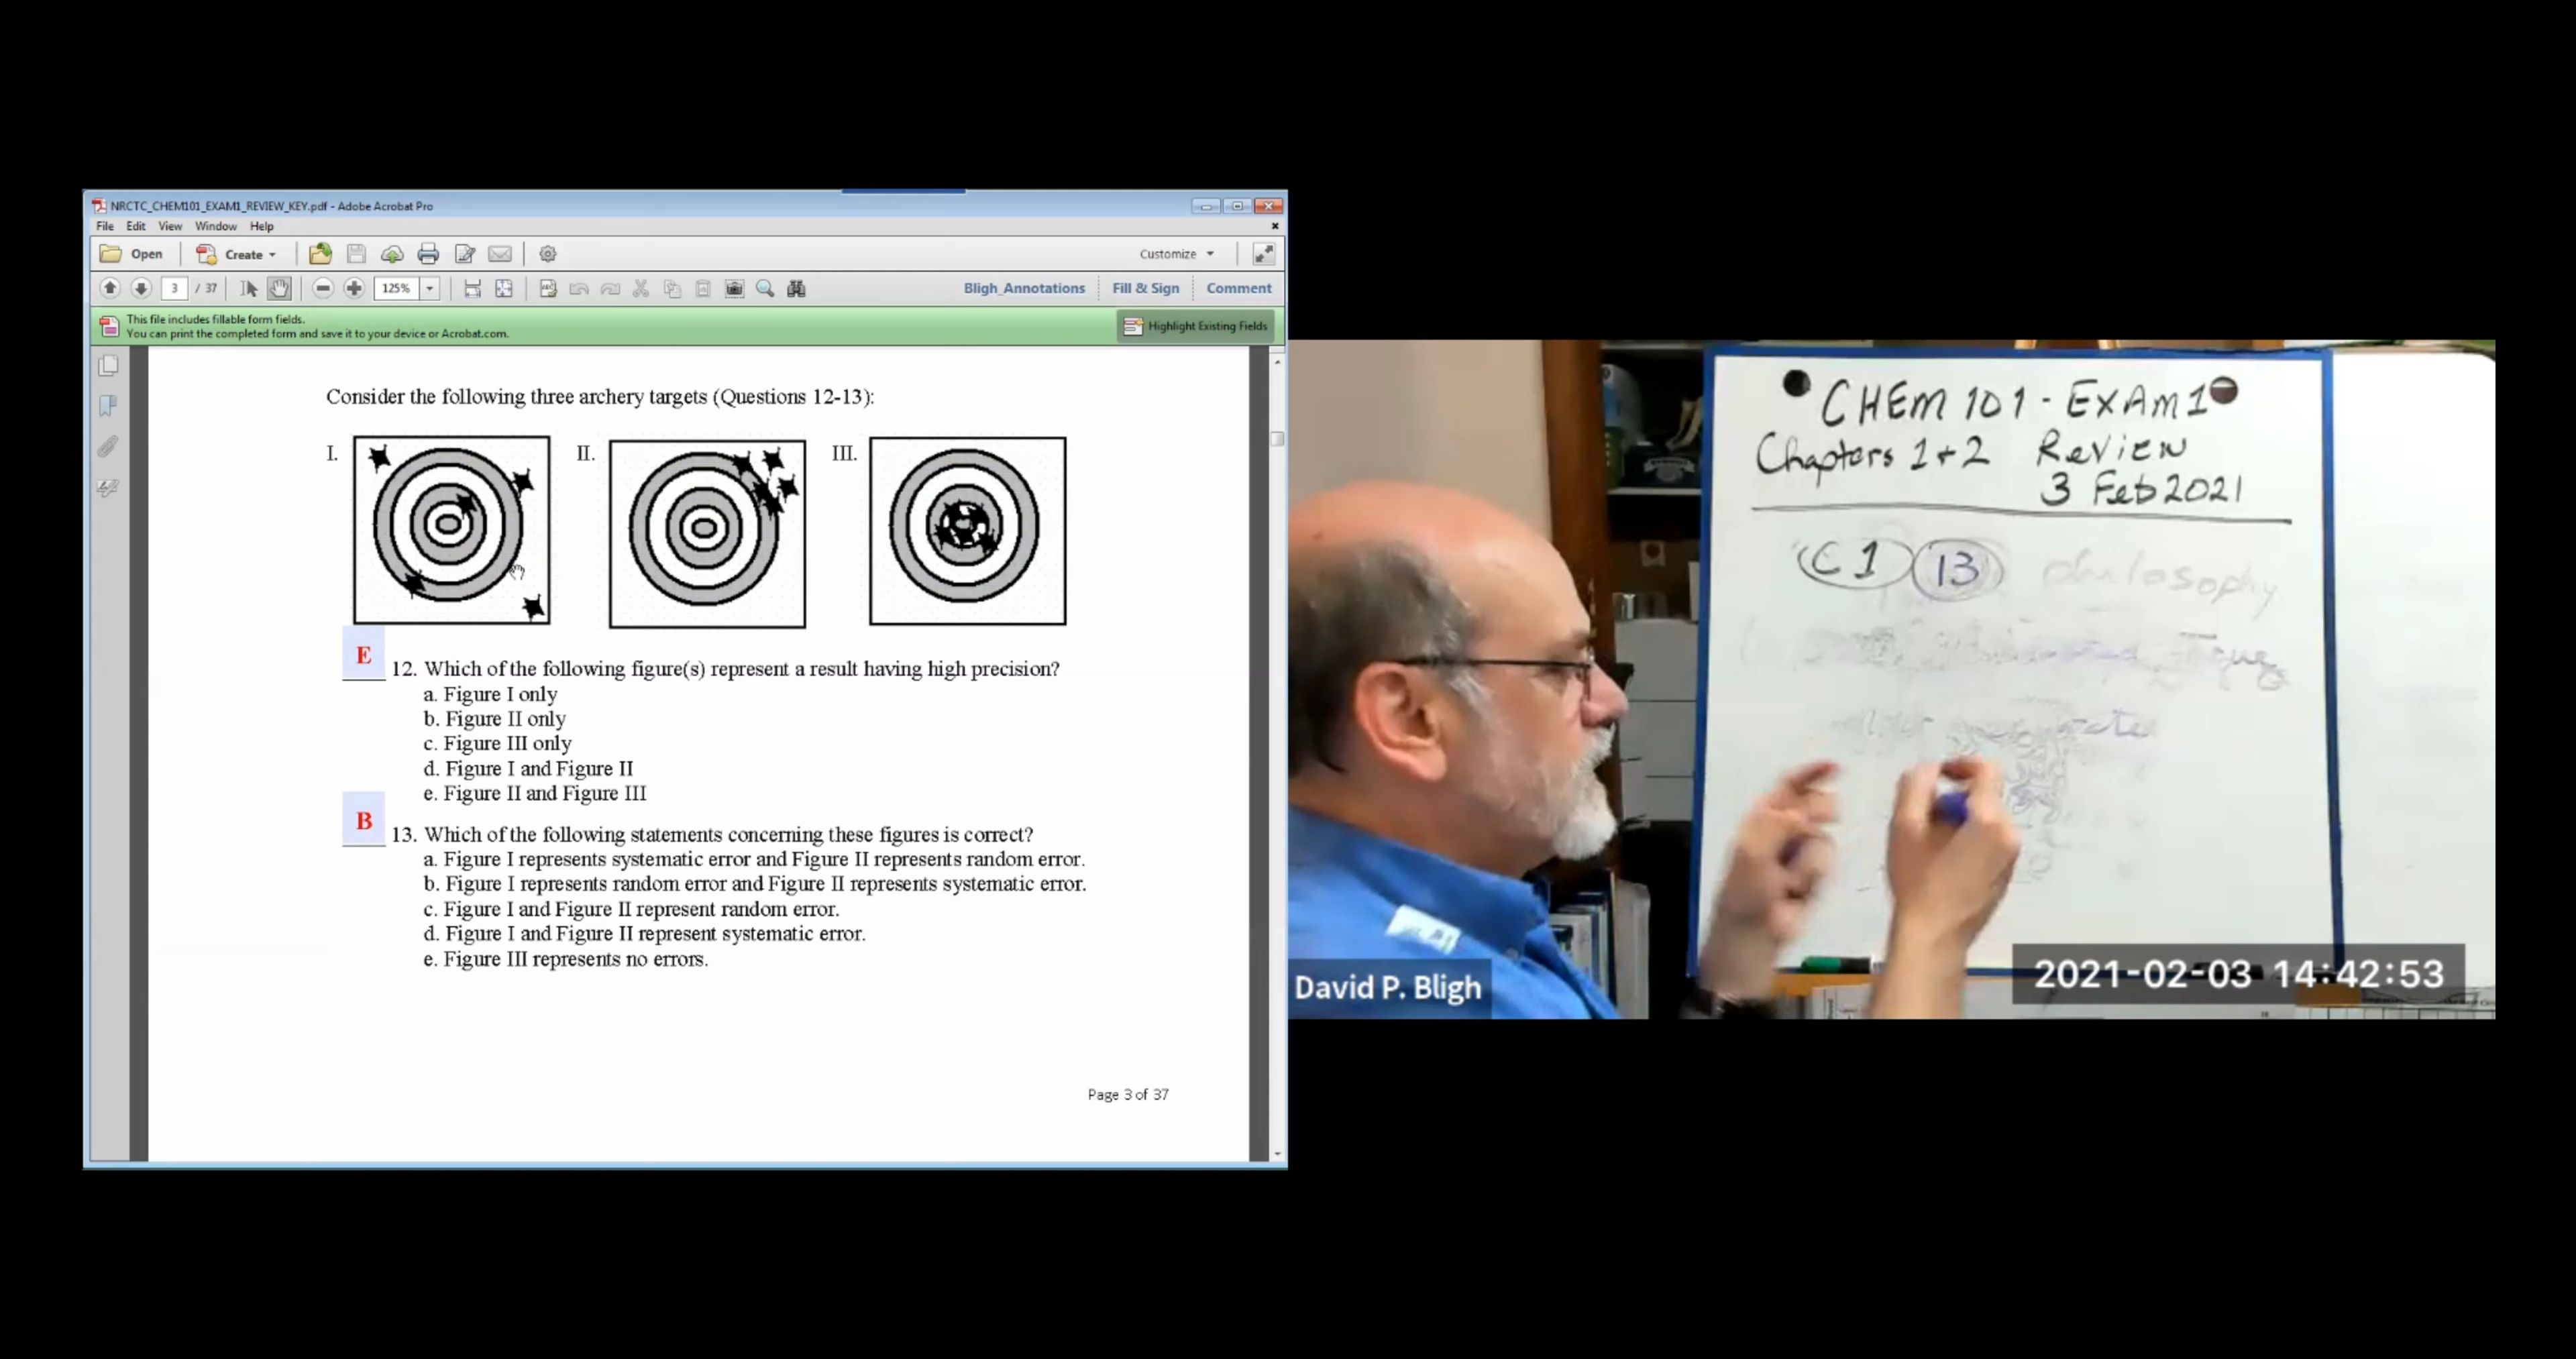 NRCTC_CHEM101_EXAM1_REVIEW_KEY.pdf - Adobe Acrobat Pro
File Edit View Window Help
Open Create Customize
3 / 37 125% Bligh_Annotations Fill & Sign Comment
This file includes fillable form fields.
You can print the completed form and save it to your device or Acrobat.com.
Highlight Existing Fields
Consider the following three archery targets (Questions 12-13):
I. II. III.
E
12. Which of the following figure(s) represent a result having high precision?
a. Figure I only
b. Figure II only
c. Figure III only
d. Figure I and Figure II
e. Figure II and Figure III
B
13. Which of the following statements concerning these figures is correct?
a. Figure I represents systematic error and Figure II represents random error.
b. Figure I represents random error and Figure II represents systematic error.
c. Figure I and Figure II represent random error.
d. Figure I and Figure II represent systematic error.
e. Figure III represents no errors.
Page 3 of 37
CHEM 101 - EXAM 1
Chapters 1+2 Review
3 Feb 2021
C1 13 philosophy
David P. Bligh
2021-02-03 14:42:53